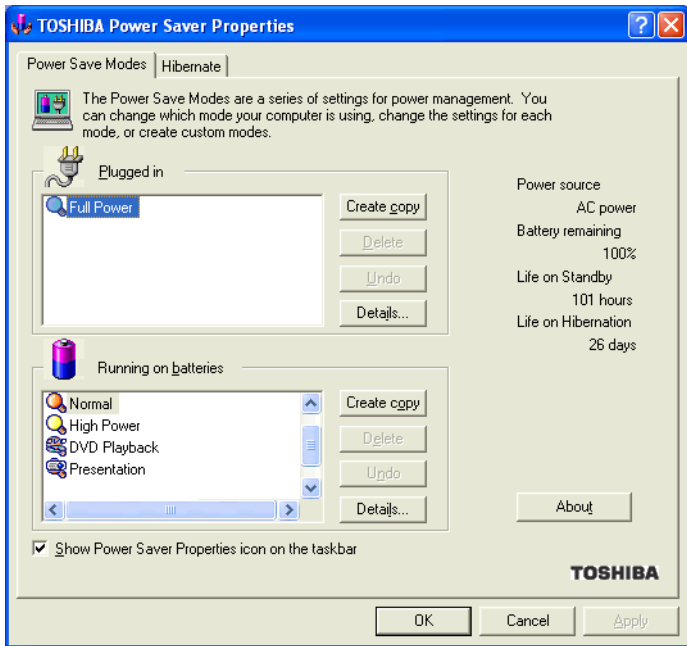 TOSHIBA Power Saver Properties
Power Save Modes
Hibernate
The Power Save Modes are a series of settings for power management. You
can change which mode your computer is using, change the settings for each
mode, or create custom modes.
Plugged in
Full Power
Create copy
Delete
Undo
Details...
Power source
AC power
Battery remaining
100%
Life on Standby
101 hours
Life on Hibernation
26 days
Running on batteries
Normal
High Power
DVD Playback
Presentation
Create copy
Delete
Undo
Details...
About
Show Power Saver Properties icon on the taskbar
TOSHIBA
OK
Cancel
Apply